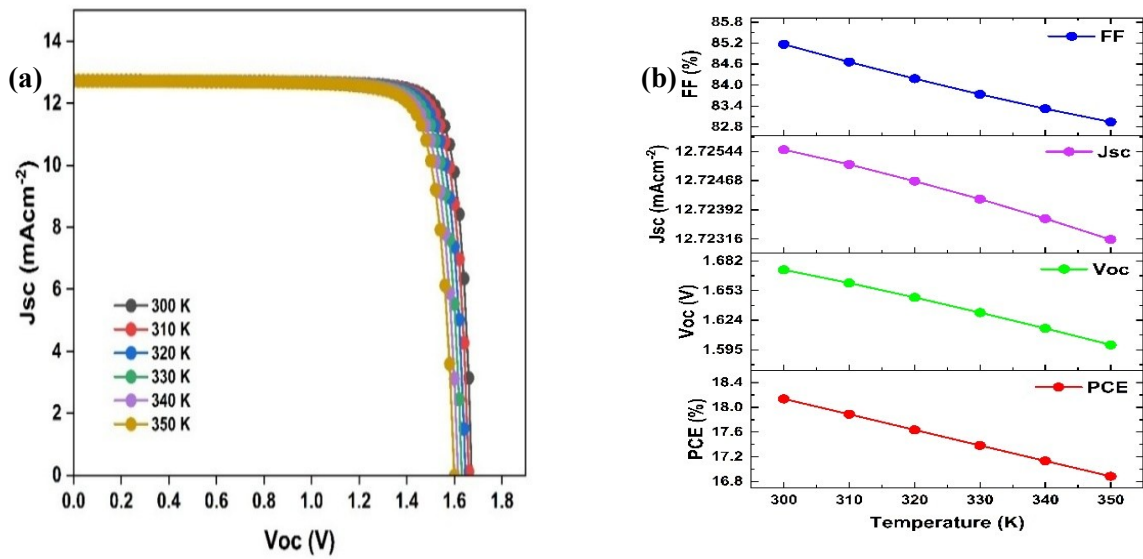 (a)
Jsc (mAcm⁻²)
14
12
10
8
6
4
2
0
300 K
310 K
320 K
330 K
340 K
350 K
0.0 0.2 0.4 0.6 0.8 1.0 1.2 1.4 1.6 1.8
Voc (V)
(b)
FF (%)
85.8
85.2
84.6
84.0
83.4
82.8
FF
Jsc (mAcm⁻²)
12.72544
12.72468
12.72392
12.72316
Jsc
Voc (V)
1.682
1.653
1.624
1.595
Voc
PCE (%)
18.4
18.0
17.6
17.2
16.8
PCE
300 310 320 330 340 350
Temperature (K)